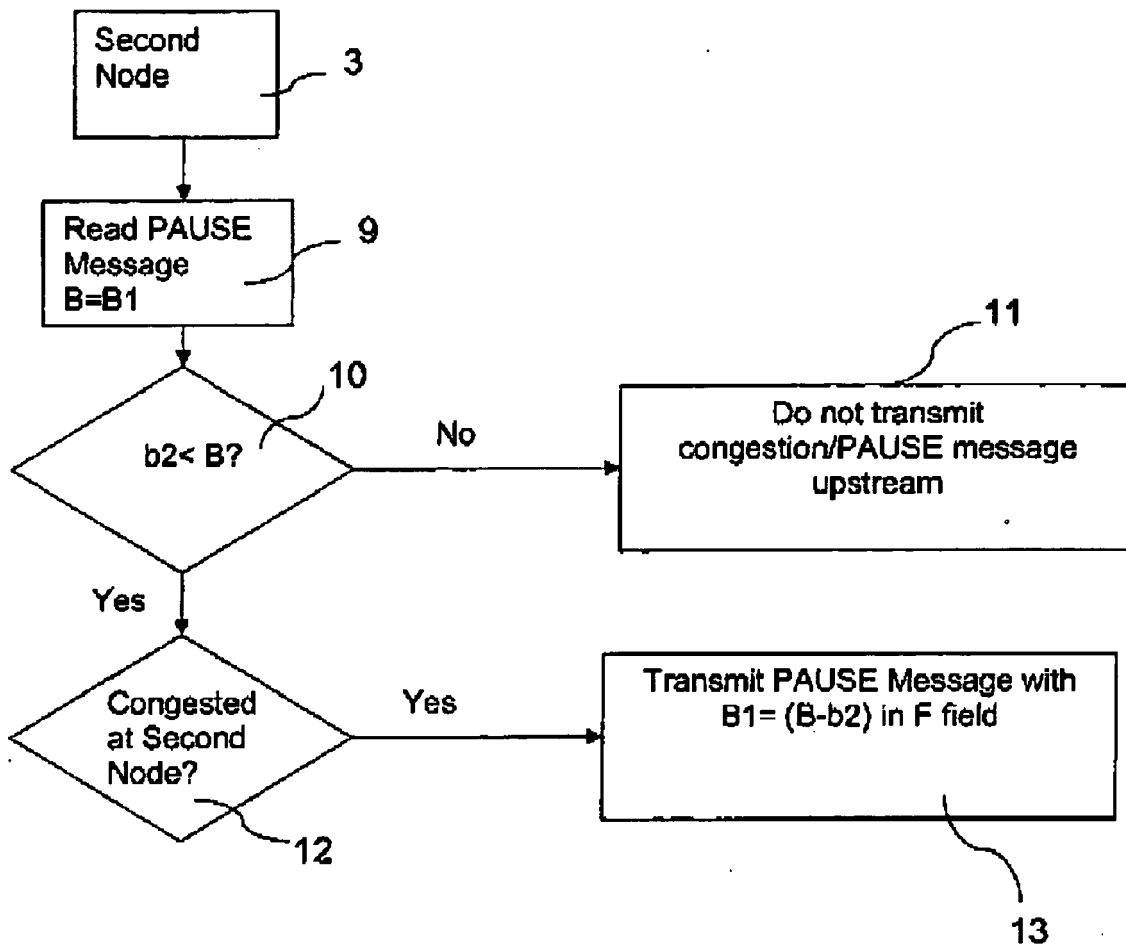 Second
Node
3
Read PAUSE
Message
B=B1
9
10
b2< B?
No
11
Do not transmit
congestion/PAUSE message
upstream
Yes
Congested
at Second
Node?
12
Yes
Transmit PAUSE Message with
B1= (B-b2) in F field
13